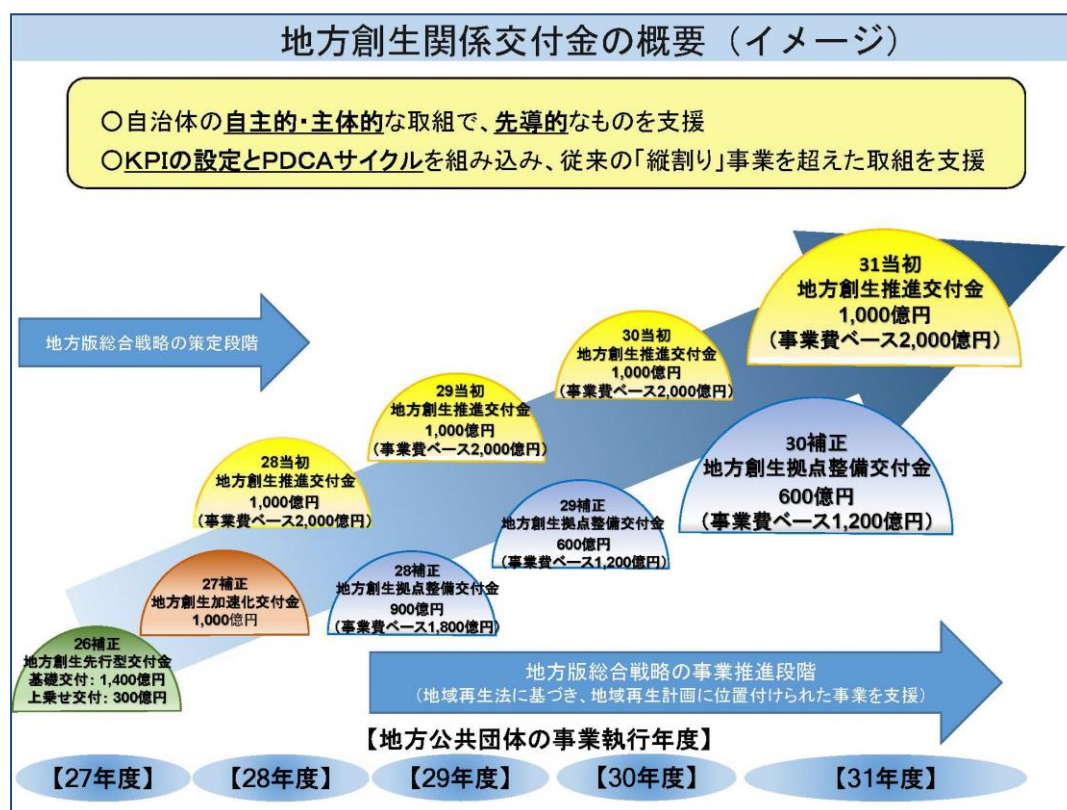 地方創生関係交付金の概要（イメージ）
○自治体の自主的・主体的な取組で、先導的なものを支援
○KPIの設定とPDCAサイクルを組み込み、従来の「縦割り」事業を超えた取組を支援
地方版総合戦略の策定段階
26補正
地方創生先行型交付金
基礎交付：1,400億円
上乗せ交付：300億円
27補正
地方創生加速化交付金
1,000億円
28当初
地方創生推進交付金
1,000億円
（事業費ベース2,000億円）
28補正
地方創生拠点整備交付金
900億円
（事業費ベース1,800億円）
29当初
地方創生推進交付金
1,000億円
（事業費ベース2,000億円）
29補正
地方創生拠点整備交付金
600億円
（事業費ベース1,200億円）
30当初
地方創生推進交付金
1,000億円
（事業費ベース2,000億円）
30補正
地方創生拠点整備交付金
600億円
（事業費ベース1,200億円）
31当初
地方創生推進交付金
1,000億円
（事業費ベース2,000億円）
地方版総合戦略の事業推進段階
（地域再生法に基づき、地域再生計画に位置付けられた事業を支援）
【地方公共団体の事業執行年度】
【27年度】
【28年度】
【29年度】
【30年度】
【31年度】